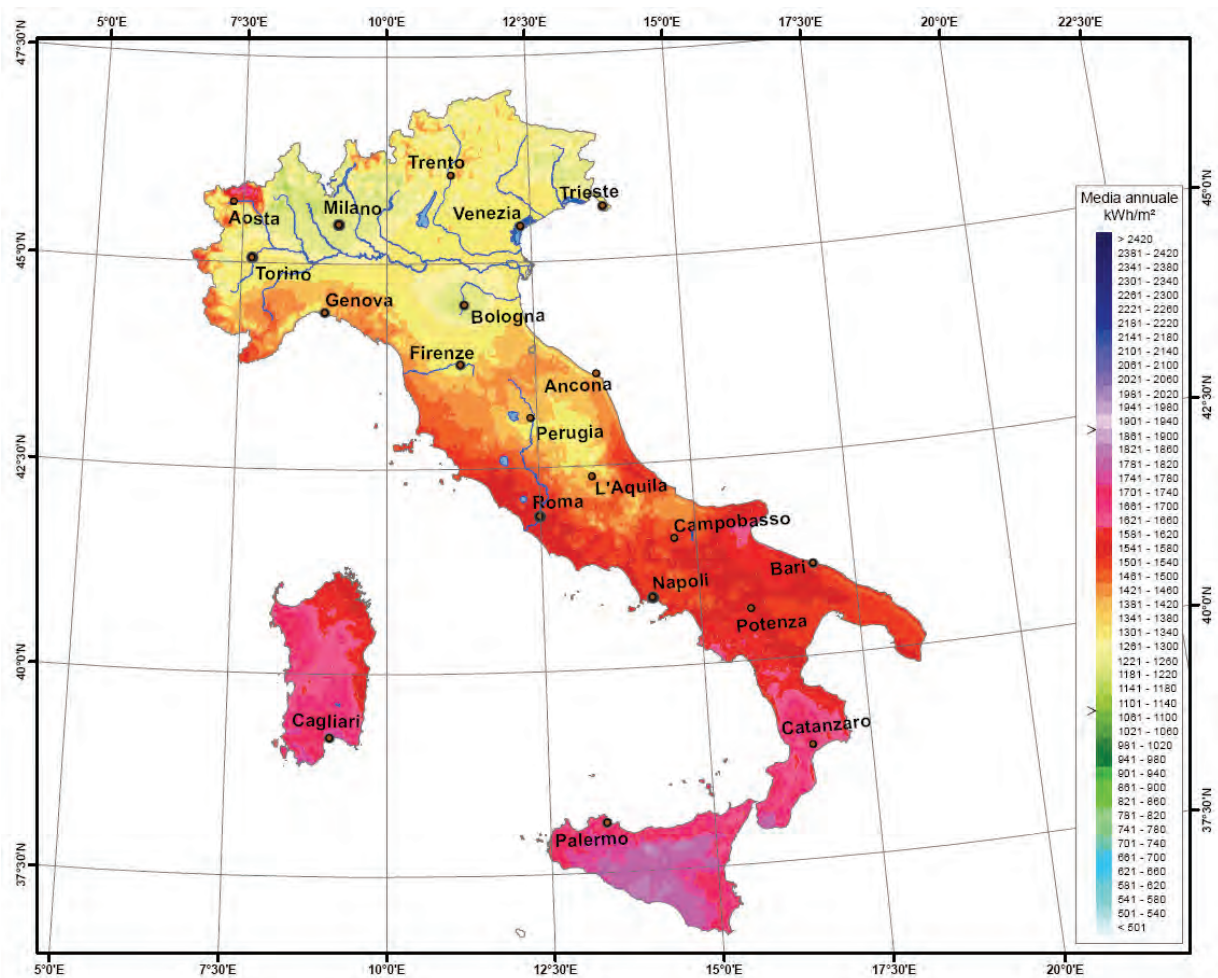 7°30'E 10°0'E 12°30'E 15°0'E 17°30'E 20°0'E 22°30'E
47°30'N
Trento
Trieste
Aosta
Milano
Venezia
45°0'N
45°0'N
Torino
Genova
Bologna
Firenze
Ancona
Perugia
42°30'N
42°30'N
L'Aquila
Roma
Campobasso
Bari
Napoli
Potenza
40°0'N
40°0'N
Cagliari
Catanzaro
Palermo
37°30'N
37°30'N
5°0'E 7°30'E 10°0'E 12°30'E 15°0'E 17°30'E 20°0'E
Media annuale
kWh/m²
> 2420
2381 - 2420
2341 - 2380
2301 - 2340
2261 - 2300
2221 - 2260
2181 - 2220
2141 - 2180
2101 - 2140
2061 - 2100
2021 - 2060
1981 - 2020
1941 - 1980
1901 - 1940
1861 - 1900
1821 - 1860
1781 - 1820
1741 - 1780
1701 - 1740
1661 - 1700
1621 - 1660
1581 - 1620
1541 - 1580
1501 - 1540
1461 - 1500
1421 - 1460
1381 - 1420
1341 - 1380
1301 - 1340
1261 - 1300
1221 - 1260
1181 - 1220
1141 - 1180
1101 - 1140
1061 - 1100
1021 - 1060
981 - 1020
941 - 980
901 - 940
861 - 900
821 - 860
781 - 820
741 - 780
701 - 740
661 - 700
621 - 660
581 - 620
541 - 580
501 - 540
< 501